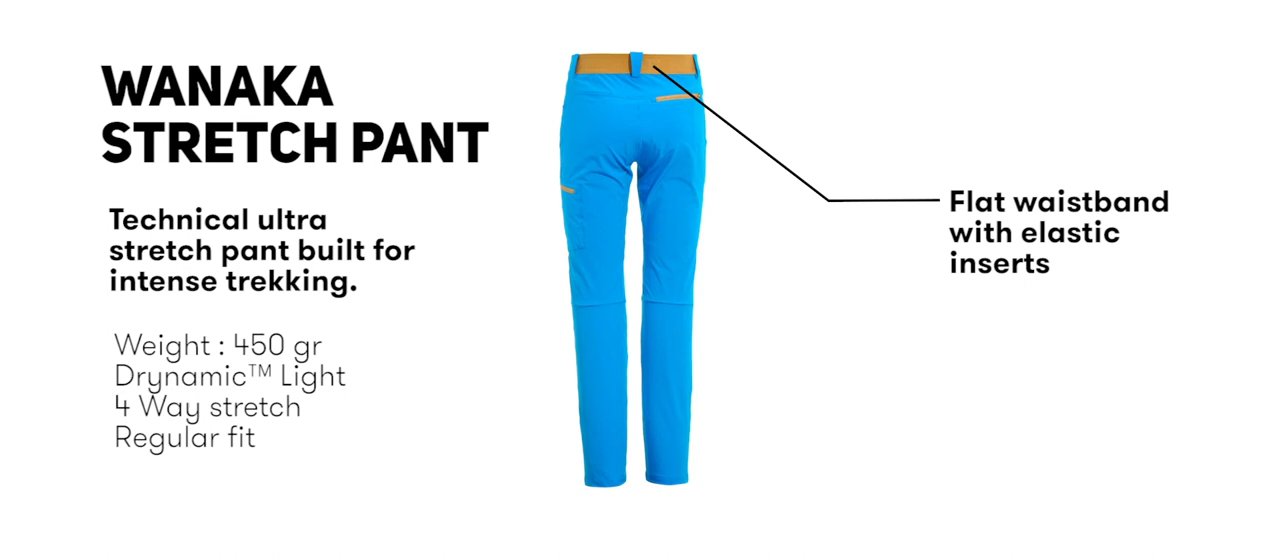 WANAKA
STRETCH PANT
Technical ultra
stretch pant built for
intense trekking.
Weight : 450 gr
Drynamic™ Light
4 Way stretch
Regular fit
Flat waistband
with elastic
inserts